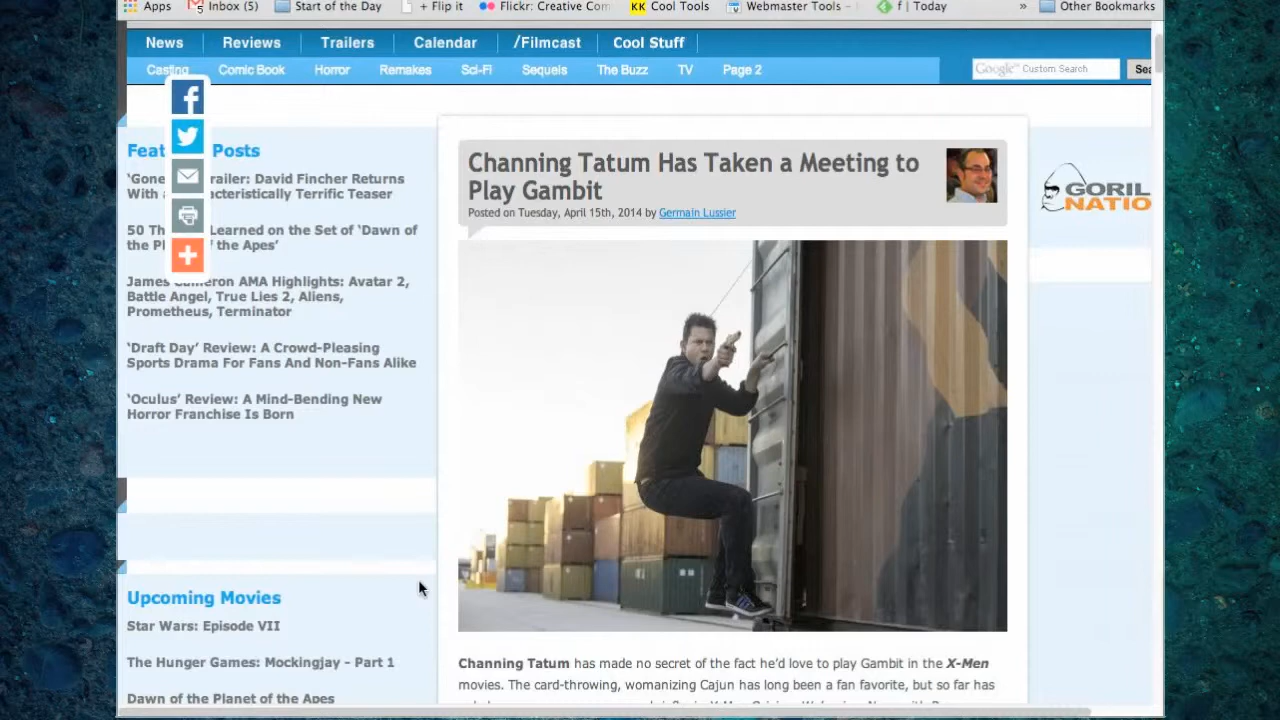 Apps
5
Inbox (5)
Start of the Day
+ Flip it
Flickr: Creative Com
KK Cool Tools
Webmaster Tools -
f | Today
»
Other Bookmarks
News
Reviews
Trailers
Calendar
/Filmcast
Cool Stuff
Casting
Comic Book
Horror
Remakes
Sci-Fi
Sequels
The Buzz
TV
Page 2
Google™ Custom Search
Sea
Feat Posts
'Gone railer: David Fincher Returns
With a acteristically Terrific Teaser
50 Th Learned on the Set of 'Dawn of
the Pl f the Apes'
James Cameron AMA Highlights: Avatar 2,
Battle Angel, True Lies 2, Aliens,
Prometheus, Terminator
'Draft Day' Review: A Crowd-Pleasing
Sports Drama For Fans And Non-Fans Alike
'Oculus' Review: A Mind-Bending New
Horror Franchise Is Born
Upcoming Movies
Star Wars: Episode VII
The Hunger Games: Mockingjay - Part 1
Dawn of the Planet of the Apes
Channing Tatum Has Taken a Meeting to
Play Gambit
Posted on Tuesday, April 15th, 2014 by Germain Lussier
Channing Tatum has made no secret of the fact he'd love to play Gambit in the X-Men
movies. The card-throwing, womanizing Cajun has long been a fan favorite, but so far has
GORIL
NATIO